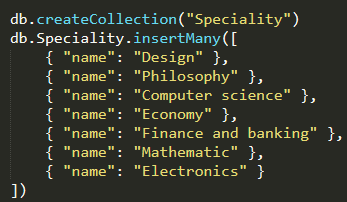 db.createCollection("Speciality")
db.Speciality.insertMany([
    { "name": "Design" },
    { "name": "Philosophy" },
    { "name": "Computer science" },
    { "name": "Economy" },
    { "name": "Finance and banking" },
    { "name": "Mathematic" },
    { "name": "Electronics" }
])